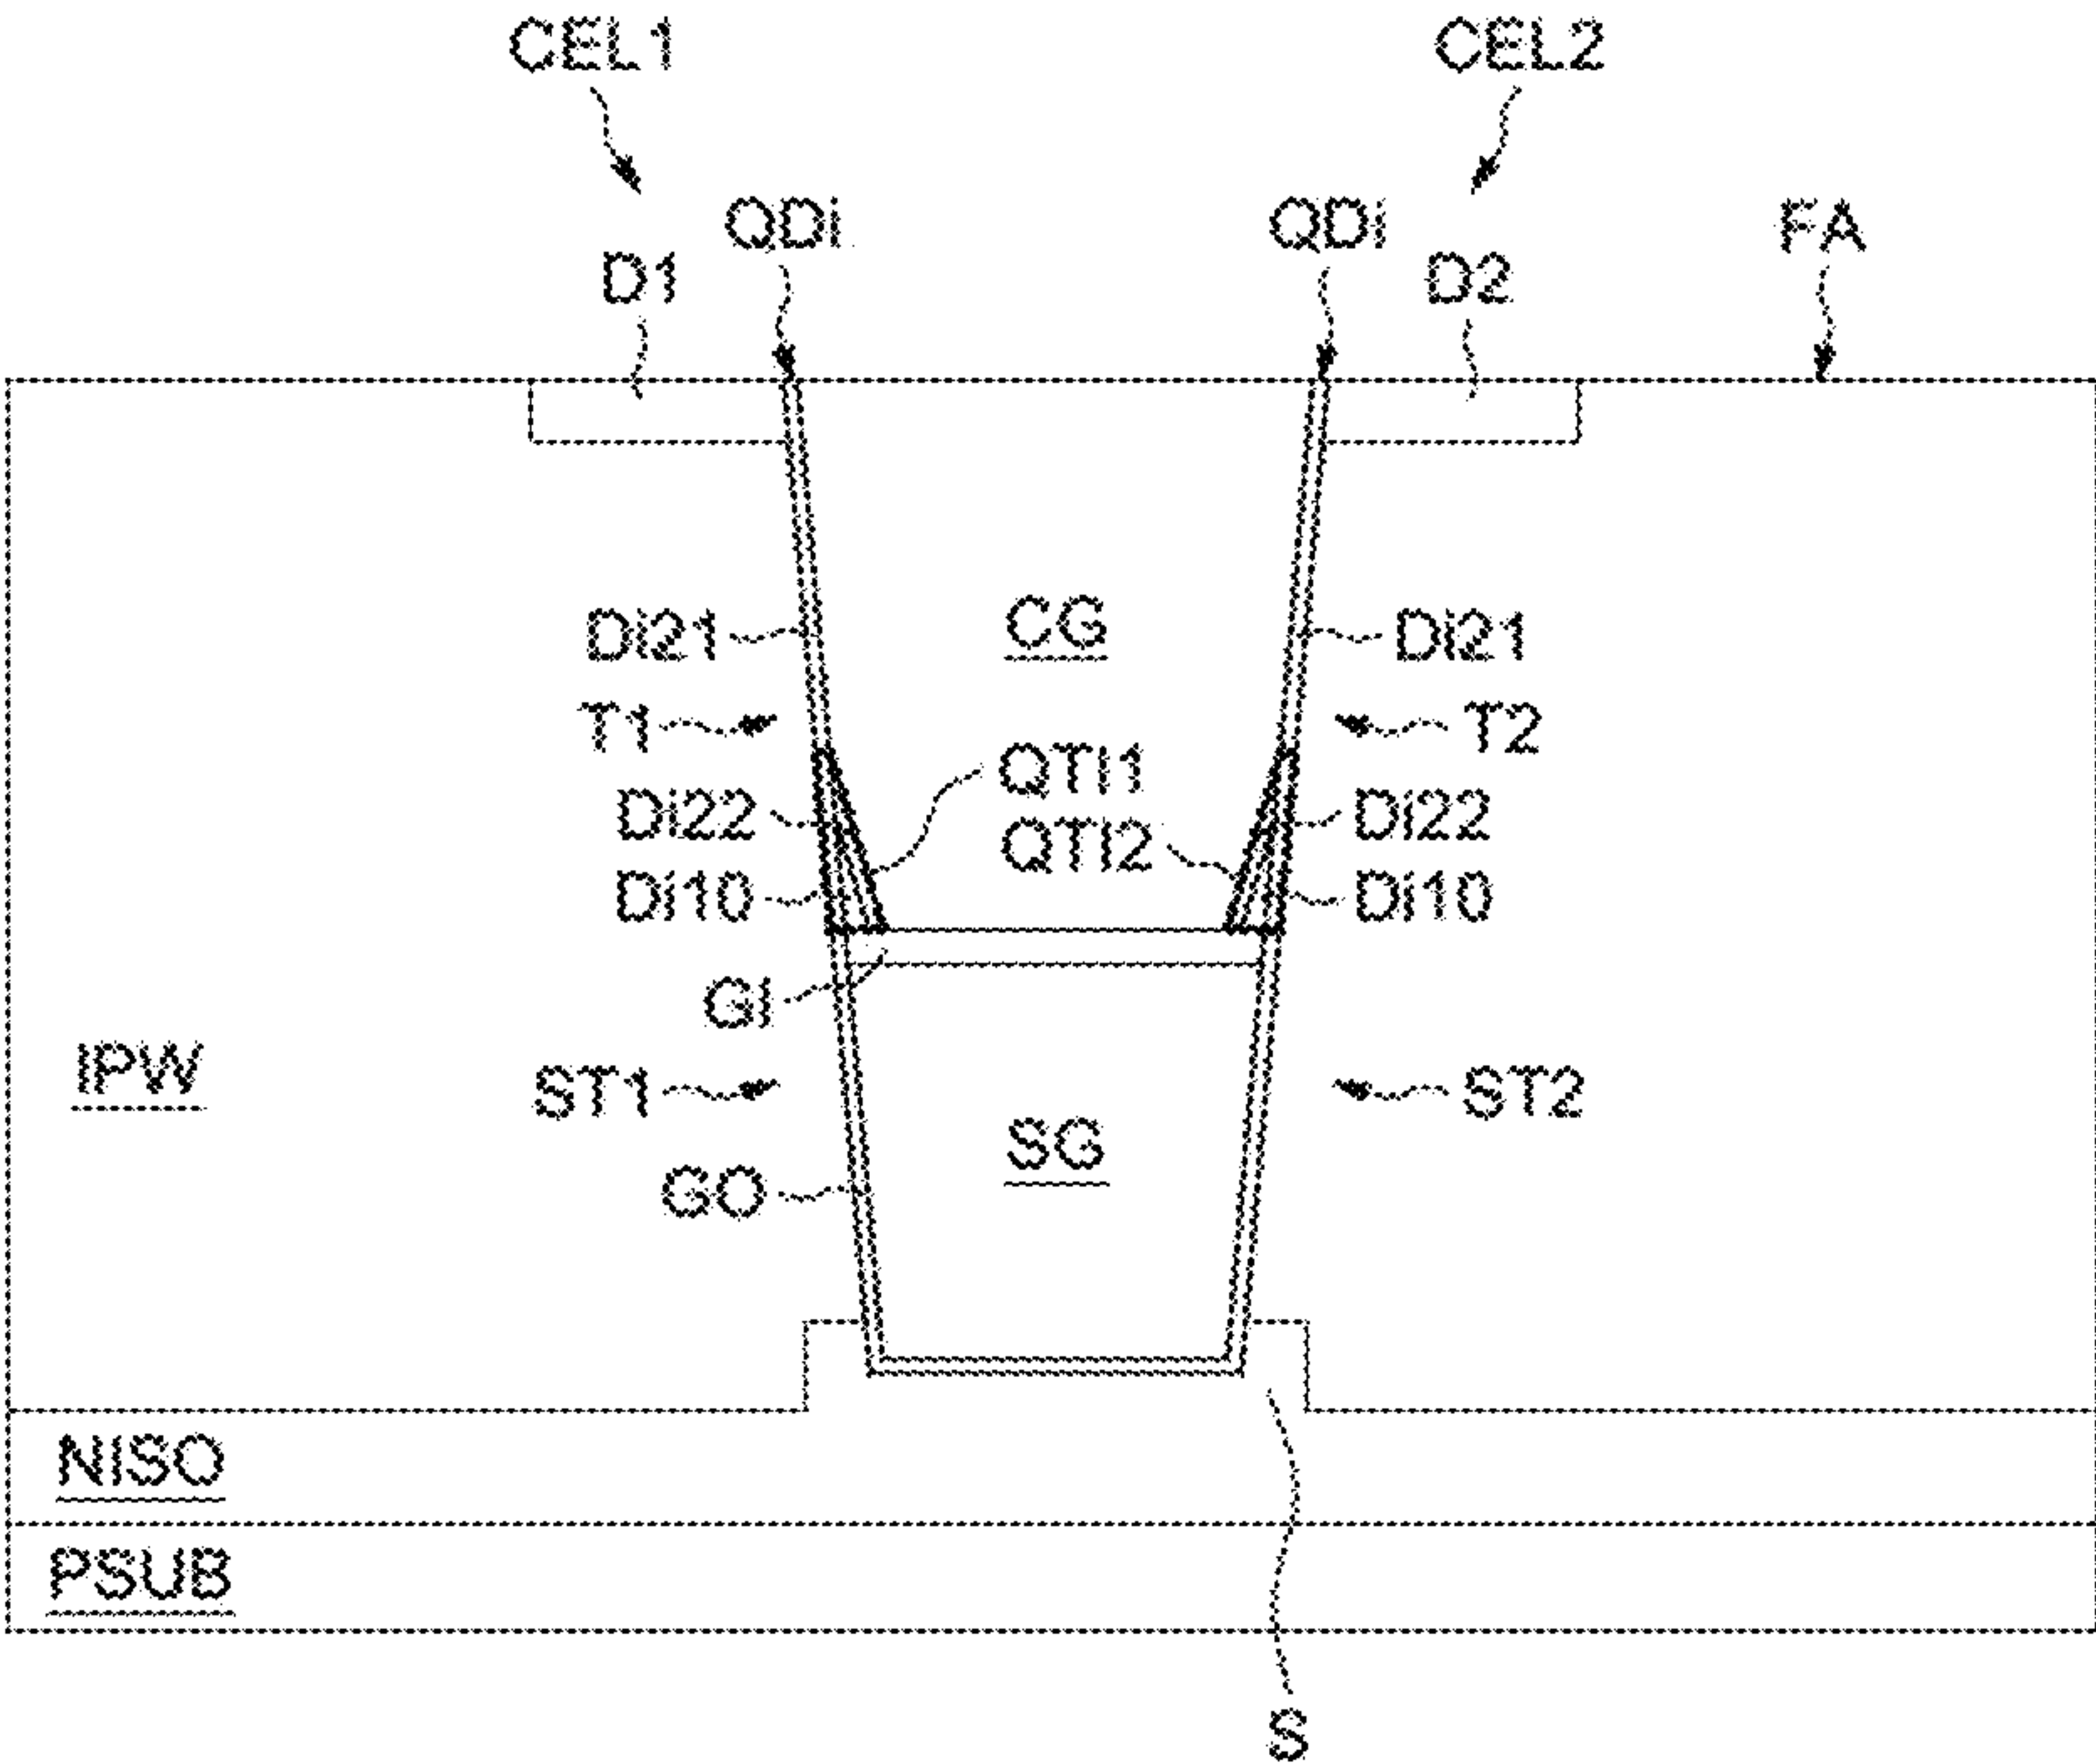 CEL1 CEL2
QDi QDi FA
D1 D2
Di21 CG Di21
T1 T2
QTI1
Di22 Di22
QTI2
Di10 Di10
GI
IPW ST1 ST2
SG
GO
NISO
PSUB
S